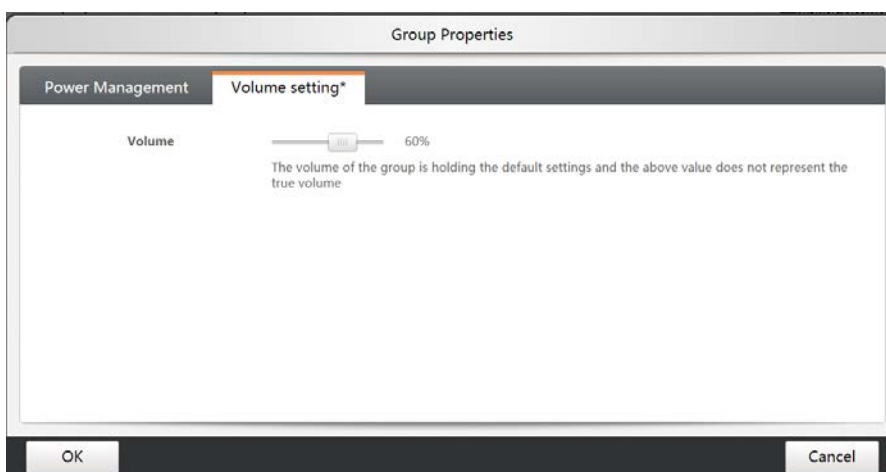 Group Properties
Power Management
Volume setting*
Volume
60%
The volume of the group is holding the default settings and the above value does not represent the
true volume
OK
Cancel